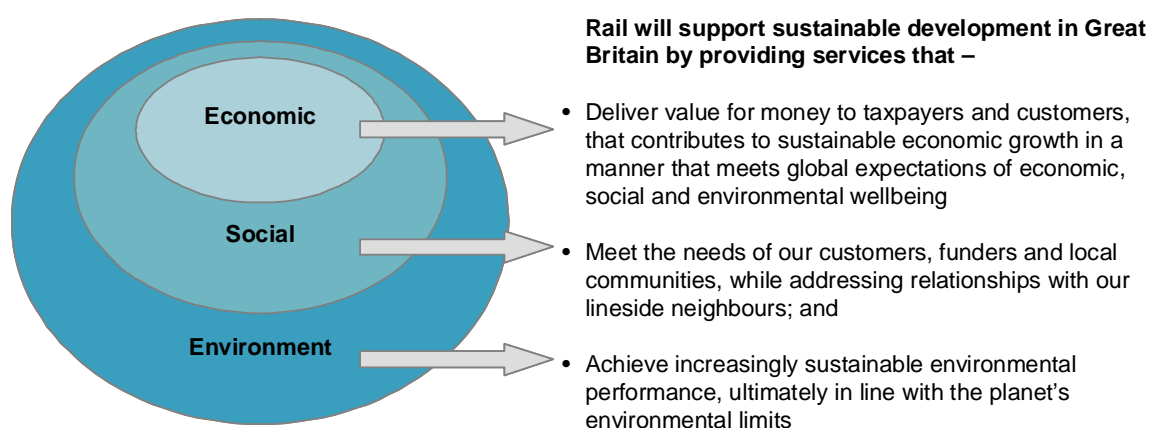 Economic
Social
Environment
Rail will support sustainable development in Great
Britain by providing services that –
• Deliver value for money to taxpayers and customers,
that contributes to sustainable economic growth in a
manner that meets global expectations of economic,
social and environmental wellbeing
• Meet the needs of our customers, funders and local
communities, while addressing relationships with our
lineside neighbours; and
• Achieve increasingly sustainable environmental
performance, ultimately in line with the planet's
environmental limits